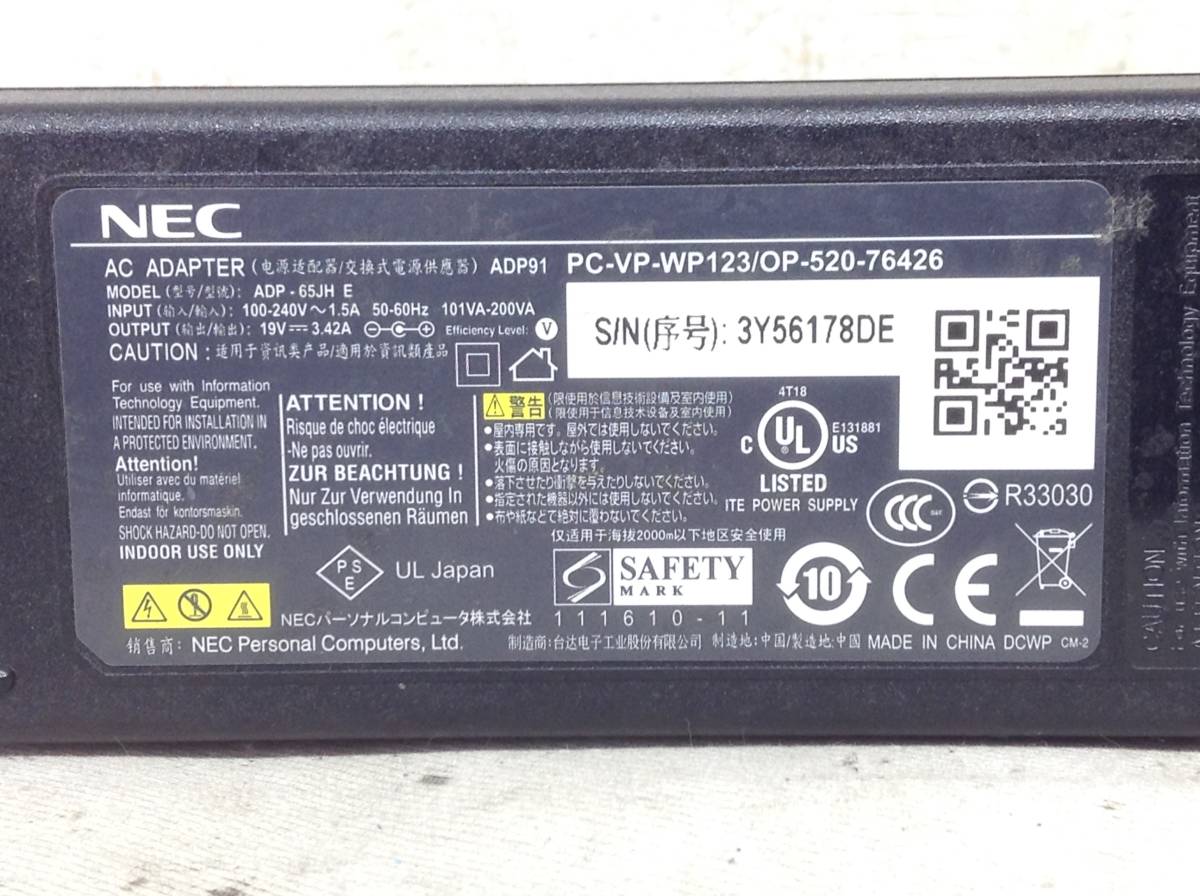 NEC
AC ADAPTER (电源适配器/交換式電源供應器) ADP91 PC-VP-WP123/OP-520-76426
MODEL (型号/型號): ADP-65JH E
INPUT (输入/輸入): 100-240V～1.5A 50-60Hz 101VA-200VA
OUTPUT (输出/輸出): 19V 3.42A Efficiency Level: V
CAUTION : 适用于资讯类产品/適用於資訊類產品
S/N(序号): 3Y56178DE
For use with Information
Technology Equipment.
INTENDED FOR INSTALLATION IN
A PROTECTED ENVIRONMENT.
Attention!
Utiliser avec du matériel
informatique.
Endast för kontorsmaskin.
SHOCK HAZARD-DO NOT OPEN.
INDOOR USE ONLY
ATTENTION !
Risque de choc électrique
-Ne pas ouvrir.
ZUR BEACHTUNG !
Nur Zur Verwendung In
geschlossenen Räumen
警告 (限使用於信息技術設備及室内使用)
(限使用于信息技术设备及室内使用)
●屋内専用です。屋外では使用しないでください。
●表面に接触しながら使用しないでください。
火傷の原因となります。
●落下させたり衝撃を与えたりしないでください。
●指定された機器以外には使用しないでください。
●布や紙などで絶対に覆わないでください。
仅适用于海拔2000m以下地区安全使用
4T18
C UL US
E131881
LISTED
ITE POWER SUPPLY
CCC
R33030
PSE
UL Japan
SAFETY
MARK
111610-11
10
CE
NECパーソナルコンピュータ株式会社
销售商: NEC Personal Computers, Ltd.
制造商:台达电子工业股份有限公司 制造地:中国/製造地:中國 MADE IN CHINA DCWP CM-2
CAUTION
For use with Information Technology Equipment